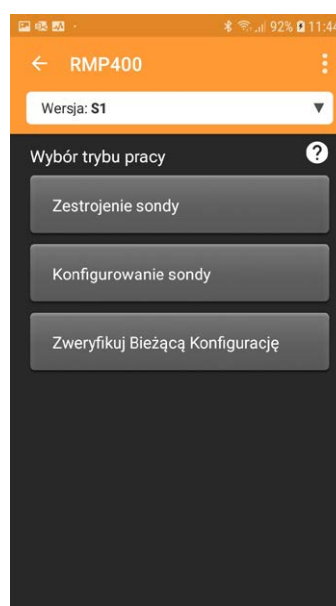 92% 11:44
RMP400
Wersja: S1
Wybór trybu pracy
?
Zestrojenie sondy
Konfigurowanie sondy
Zweryfikuj Bieżącą Konfigurację